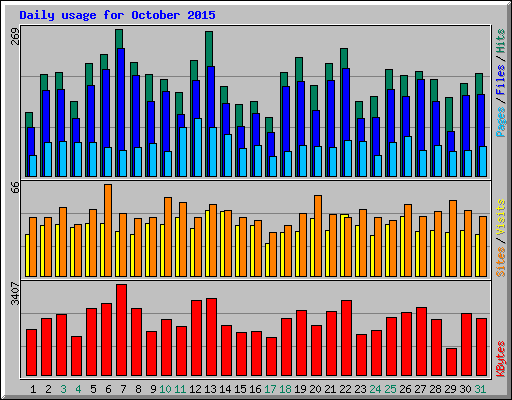 Daily usage for October 2015
269
Pages / Files / Hits
66
Sites / Visits
3407
KBytes
1 2 3 4 5 6 7 8 9 10 11 12 13 14 15 16 17 18 19 20 21 22 23 24 25 26 27 28 29 30 31